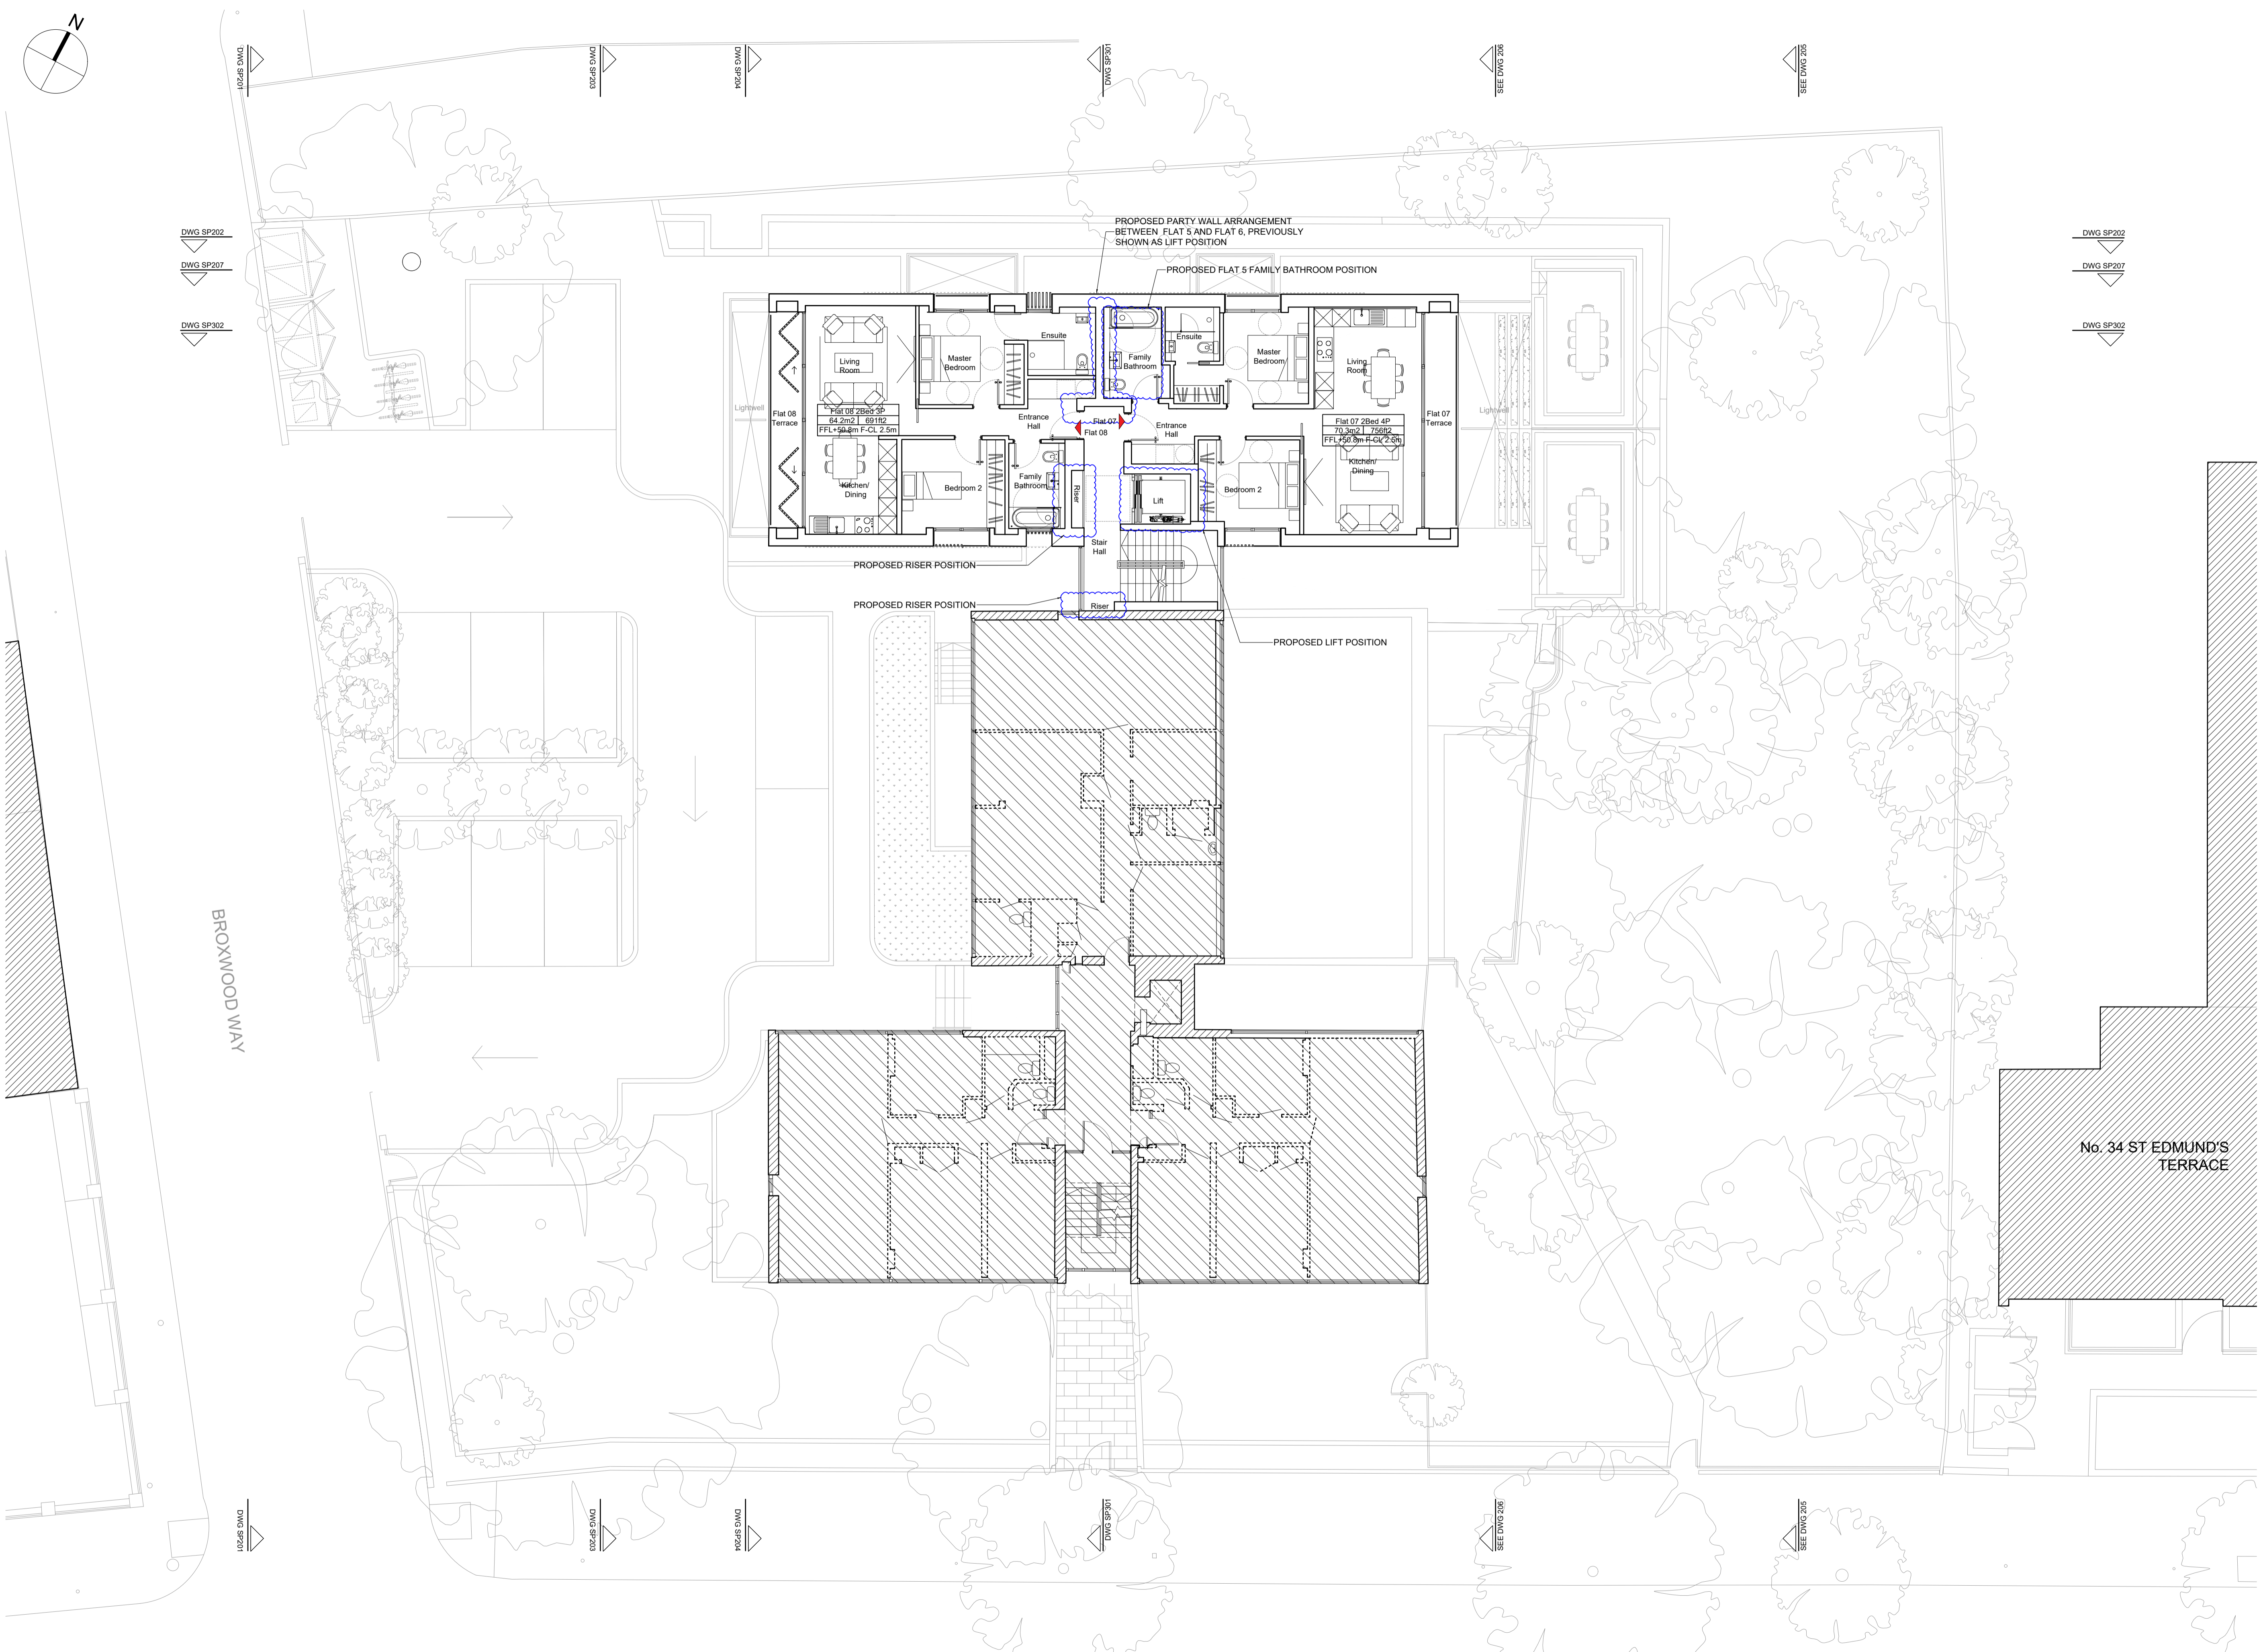 N
DWG SP201
DWG SP203
DWG SP204
DWG SP301
SEE DWG 206
SEE DWG 205
DWG SP202
DWG SP207
DWG SP302
DWG SP202
DWG SP207
DWG SP302
PROPOSED PARTY WALL ARRANGEMENT
BETWEEN FLAT 5 AND FLAT 6, PREVIOUSLY
SHOWN AS LIFT POSITION
PROPOSED FLAT 5 FAMILY BATHROOM POSITION
Lightwell
Flat 08
Terrace
Living
Room
Flat 08 2Bed 3P
64.2m2 691ft2
FFL+50.8m F-CL 2.5m
Kitchen/
Dining
Master
Bedroom
Ensuite
Entrance
Hall
Bedroom 2
Family
Bathroom
Riser
Flat 07
Flat 08
Family
Bathroom
Ensuite
Master
Bedroom
Entrance
Hall
Lift
Bedroom 2
Living
Room
Flat 07 2Bed 4P
70.3m2 756ft2
FFL+50.8m F-CL 2.5m
Kitchen/
Dining
Flat 07
Terrace
Lightwell
Stair
Hall
PROPOSED RISER POSITION
PROPOSED RISER POSITION
Riser
PROPOSED LIFT POSITION
BROXWOOD WAY
No. 34 ST EDMUND'S
TERRACE
DWG SP201
DWG SP203
DWG SP204
DWG SP301
SEE DWG 206
SEE DWG 205